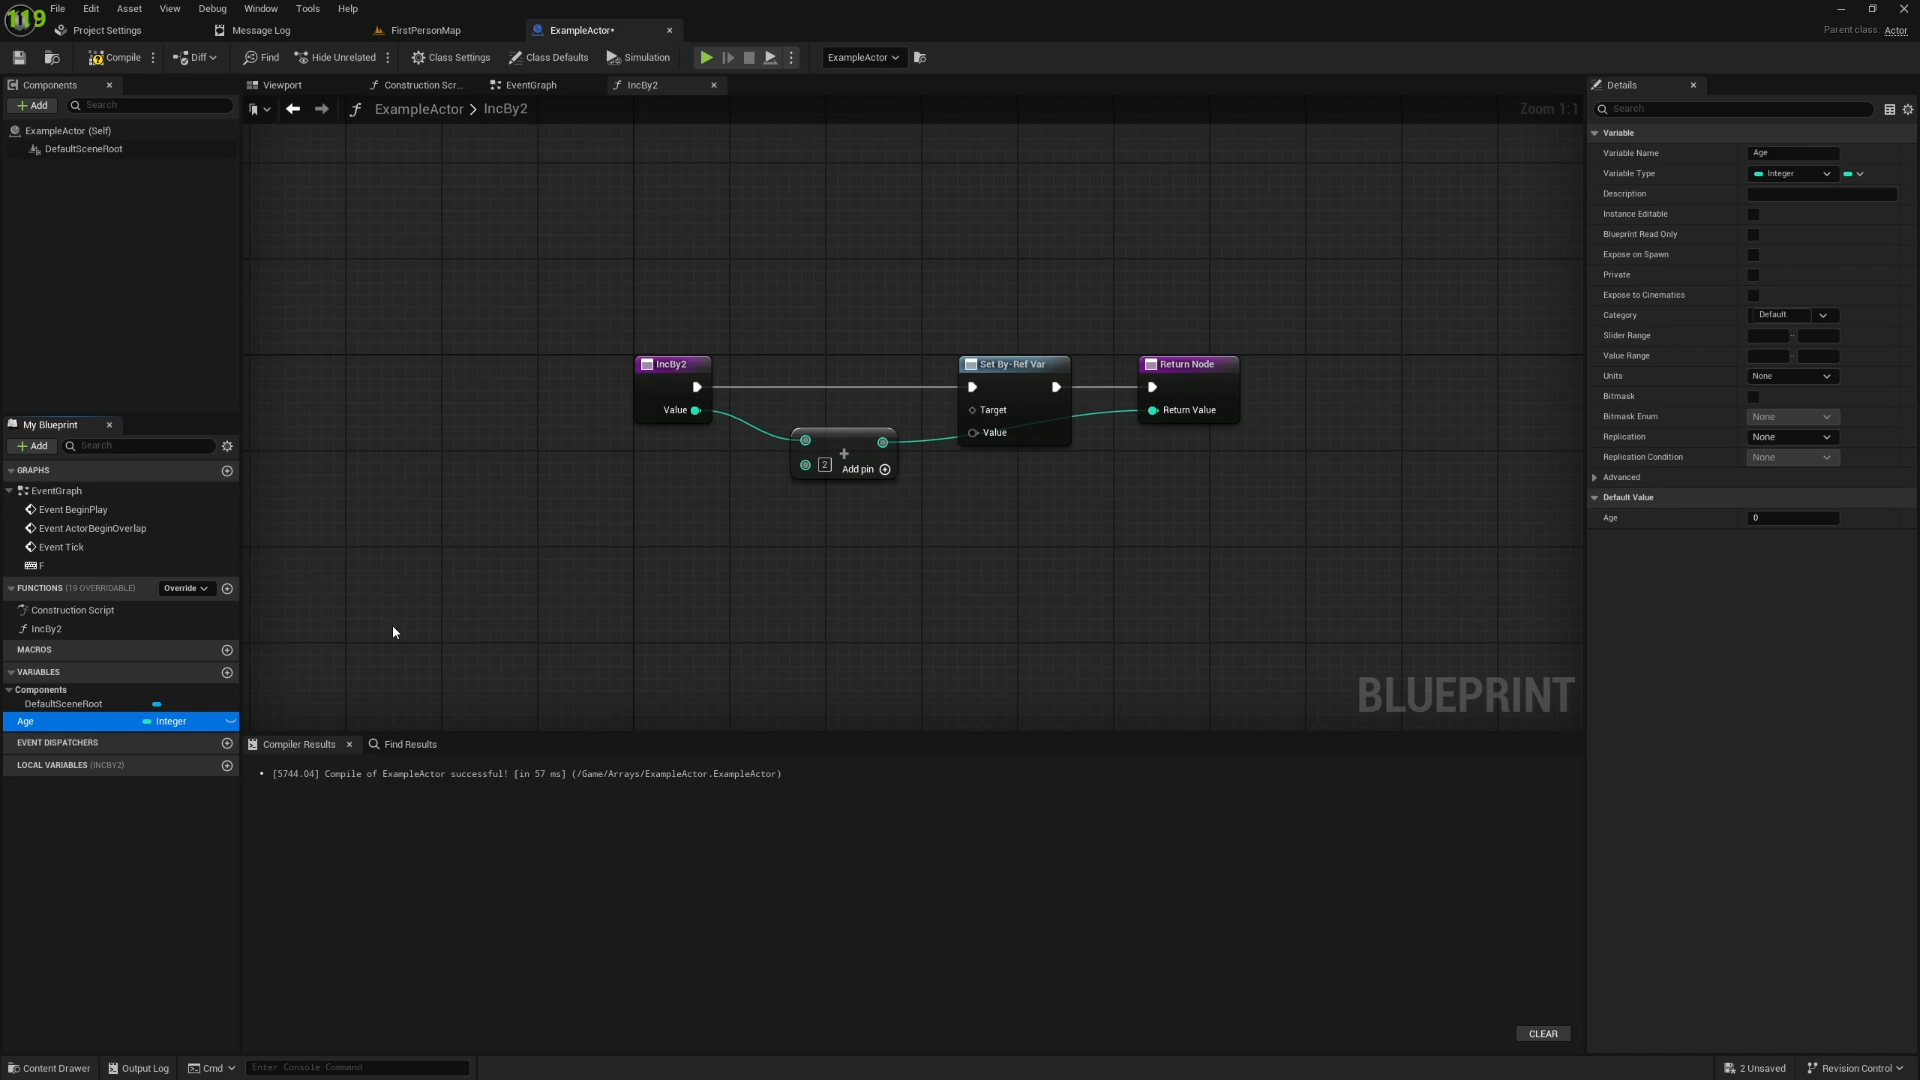 119
File Edit Asset View Debug Window Tools Help
Project Settings Message Log FirstPersonMap ExampleActor•
Parent class: Actor
Compile Diff Find Hide Unrelated Class Settings Class Defaults Simulation ExampleActor
Components
Add Search
ExampleActor (Self)
DefaultSceneRoot
Viewport Construction Scr... EventGraph IncBy2
ExampleActor > IncBy2
Zoom 1:1
IncBy2
Value
2
Add pin
Set By-Ref Var
Target
Value
Return Node
Return Value
BLUEPRINT
My Blueprint
Add Search
GRAPHS
EventGraph
Event BeginPlay
Event ActorBeginOverlap
Event Tick
F
FUNCTIONS (19 OVERRIDABLE) Override
Construction Script
IncBy2
MACROS
VARIABLES
Components
DefaultSceneRoot
Age Integer
EVENT DISPATCHERS
LOCAL VARIABLES (INCBY2)
Compiler Results Find Results
• [5744.04] Compile of ExampleActor successful! [in 57 ms] (/Game/Arrays/ExampleActor.ExampleActor)
CLEAR
Details
Search
Variable
Variable Name Age
Variable Type Integer
Description
Instance Editable
Blueprint Read Only
Expose on Spawn
Private
Expose to Cinematics
Category Default
Slider Range
Value Range
Units None
Bitmask
Bitmask Enum None
Replication None
Replication Condition None
Advanced
Default Value
Age 0
Content Drawer Output Log Cmd Enter Console Command
2 Unsaved Revision Control